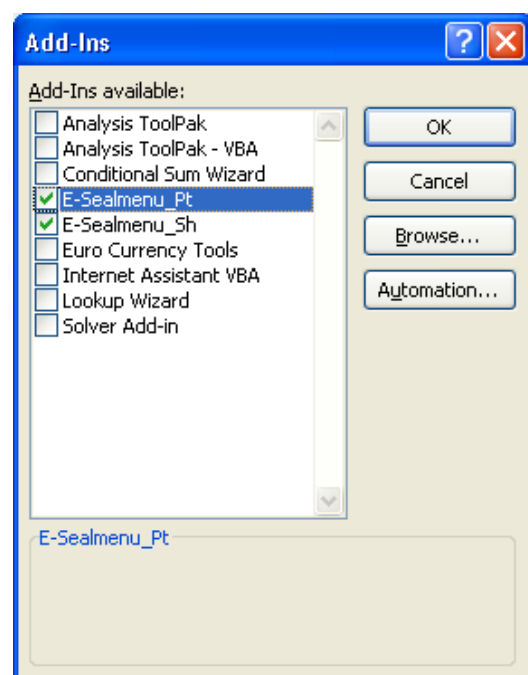 Add-Ins
Add-Ins available:
Analysis ToolPak
Analysis ToolPak - VBA
Conditional Sum Wizard
E-Sealmenu_Pt
E-Sealmenu_Sh
Euro Currency Tools
Internet Assistant VBA
Lookup Wizard
Solver Add-in
OK
Cancel
Browse...
Automation...
E-Sealmenu_Pt